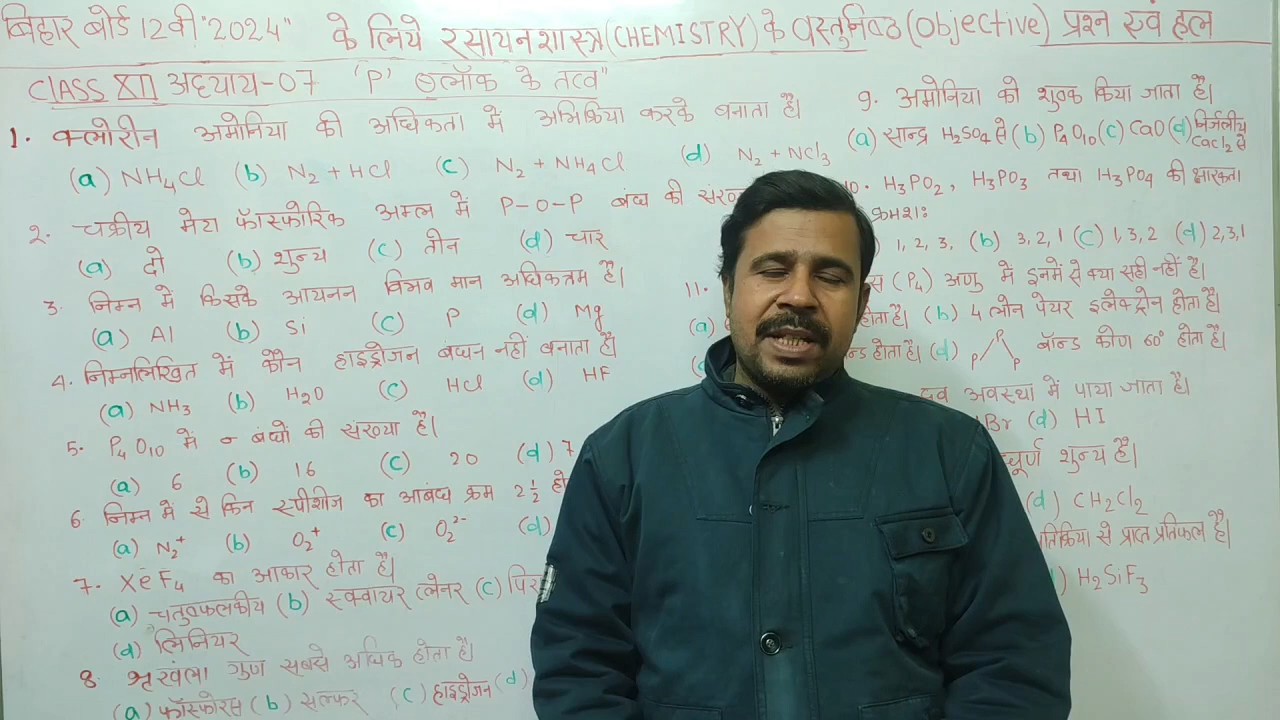 बिहार बोर्ड 12वी "2024" के लिये रसायनशास्त्र (CHEMISTRY) के वस्तुनिष्ठ (Objective) प्रश्न एवं हल
CLASS XII अध्याय-07 'P' ब्लॉक के तत्व"
1. क्लोरीन अमोनिया की अधिकता में अभिक्रिया करके बनाता है।
(a) NH4Cl (b) N2 + HCl (c) N2 + NH4Cl (d) N2 + NCl3
2. चक्रीय मेटा फॉस्फोरिक अम्ल में P-O-P बंध की संख्या
(a) दो (b) शुन्य (c) तीन (d) चार
3. निम्न में किसके आयनन विभव मान अधिकतम है।
(a) Al (b) Si (c) P (d) Mg
4. निम्नलिखित में कौन हाइड्रोजन बंधन नहीं बनाता है।
(a) NH3 (b) H2O (c) HCl (d) HF
5. P4O10 में σ बंधो की संख्या है।
(a) 6 (b) 16 (c) 20 (d) 7
6. निम्न मे से किन स्पीशीज का आबंध क्रम 2 1/2 हो
(a) N2+ (b) O2+ (c) O2 2- (d)
7. XeF4 का आकार होता है।
(a) चतुष्फलकीय (b) स्क्वायर प्लेनर (c) पिर
(d) लिनियर
8. श्रृंखला गुण सबसे अधिक होता है।
(a) फॉस्फोरस (b) सल्फर (c) हाइड्रोजन (d)
9. अमोनिया को शुष्क किया जाता है।
(a) सान्द्र H2SO4 से (b) P4O10 (c) CaO (d) निर्जलीय CaCl2 से
10. H3PO2, H3PO3 तथा H3PO4 की भास्कता
क्रमशः
1, 2, 3, (b) 3, 2, 1 (c) 1, 3, 2 (d) 2, 3, 1
11. स (P4) अणु में इनमें से क्या सही नहीं है।
(a) होता है। (b) 4 लोन पेयर इलेक्ट्रोन होता है।
न्ड होता है। (d) P P P बॉन्ड कोण 60° होता है।
द्रव अवस्था में पाया जाता है।
Br (d) HI
शून्य है।
(d) CH2Cl2
से प्राप्त प्रतिफल है।
H2SiF3